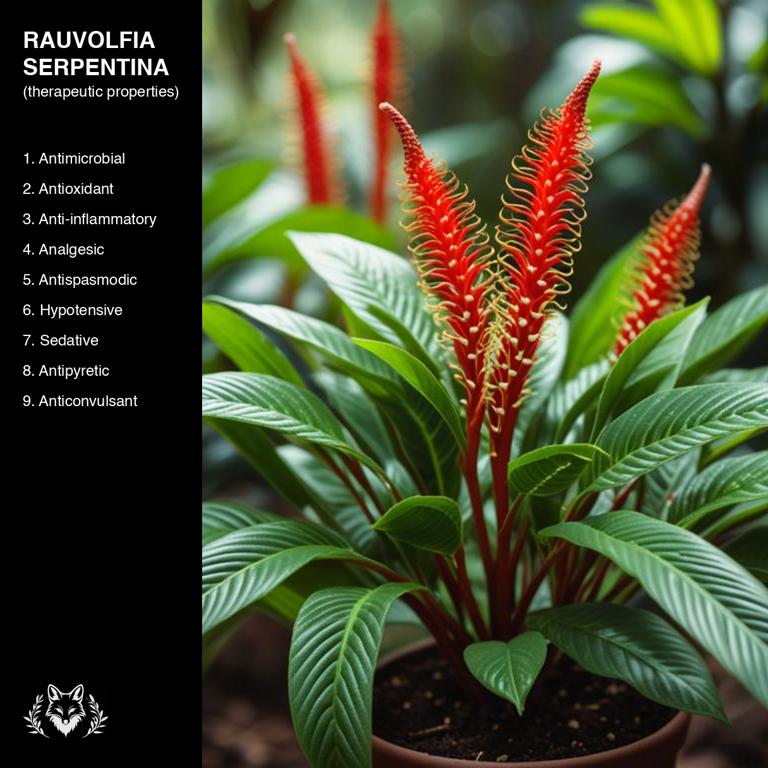 RAUVOLFIA
SERPENTINA
(therapeutic properties)
1. Antimicrobial
2. Antioxidant
3. Anti-inflammatory
4. Analgesic
5. Antispasmodic
6. Hypotensive
7. Sedative
8. Antipyretic
9. Anticonvulsant